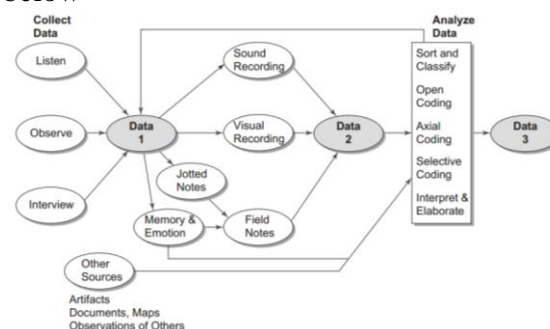 Collect
Data
Analyze
Data
Listen
Sound
Recording
Sort and
Classify
Open
Coding
Observe
Data
1
Visual
Recording
Data
2
Axial
Coding
Data
3
Jotted
Notes
Selective
Coding
Interview
Memory &
Emotion
Field
Notes
Interpret &
Elaborate
Other
Sources
Artifacts
Documents, Maps
Observations of Others